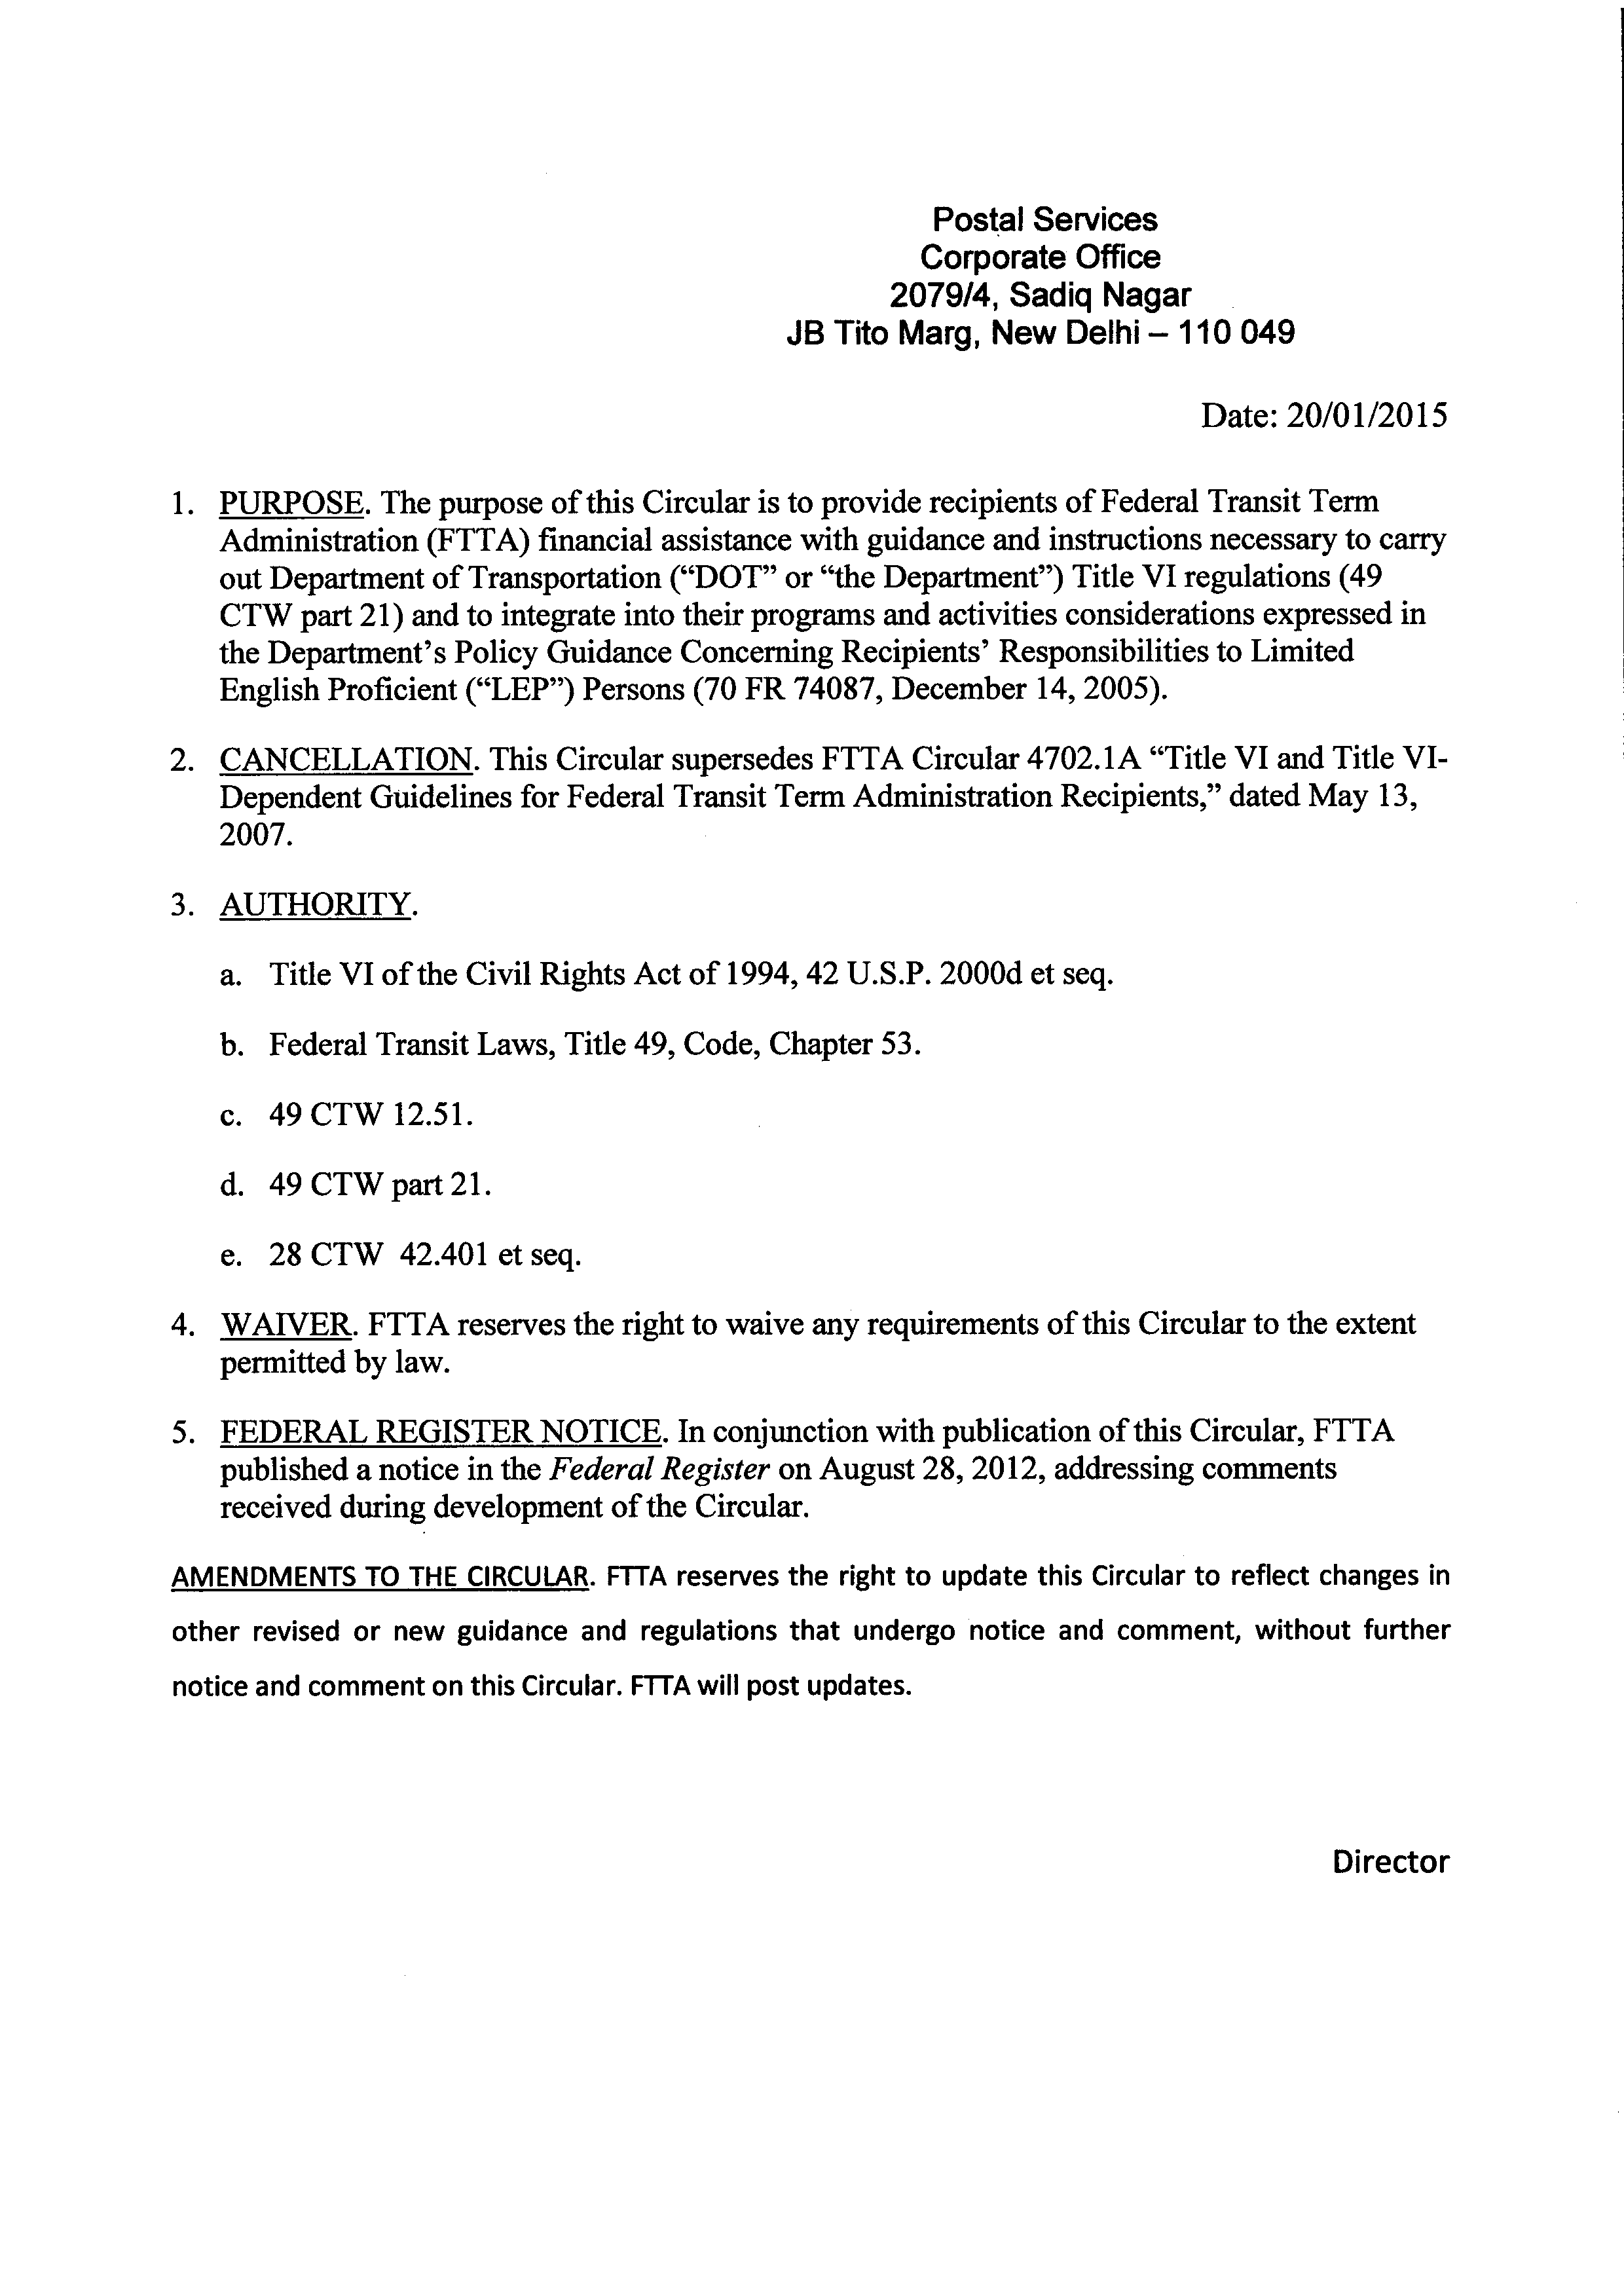 Postal Services
Corporate Office
2079/4, Sadiq Nagar
JB Tito Marg, New Delhi – 110 049
Date: 20/01/2015
1. PURPOSE. The purpose of this Circular is to provide recipients of Federal Transit Term
Administration (FTTA) financial assistance with guidance and instructions necessary to carry
out Department of Transportation (“DOT” or “the Department”) Title VI regulations (49
CTW part 21) and to integrate into their programs and activities considerations expressed in
the Department’s Policy Guidance Concerning Recipients’ Responsibilities to Limited
English Proficient (“LEP”) Persons (70 FR 74087, December 14, 2005).
2. CANCELLATION. This Circular supersedes FTTA Circular 4702.1A “Title VI and Title VI-
Dependent Guidelines for Federal Transit Term Administration Recipients,” dated May 13,
2007.
3. AUTHORITY.
a. Title VI of the Civil Rights Act of 1994, 42 U.S.P. 2000d et seq.
b. Federal Transit Laws, Title 49, Code, Chapter 53.
c. 49 CTW 12.51.
d. 49 CTW part 21.
e. 28 CTW 42.401 et seq.
4. WAIVER. FTTA reserves the right to waive any requirements of this Circular to the extent
permitted by law.
5. FEDERAL REGISTER NOTICE. In conjunction with publication of this Circular, FTTA
published a notice in the Federal Register on August 28, 2012, addressing comments
received during development of the Circular.
AMENDMENTS TO THE CIRCULAR. FTTA reserves the right to update this Circular to reflect changes in
other revised or new guidance and regulations that undergo notice and comment, without further
notice and comment on this Circular. FTTA will post updates.
Director